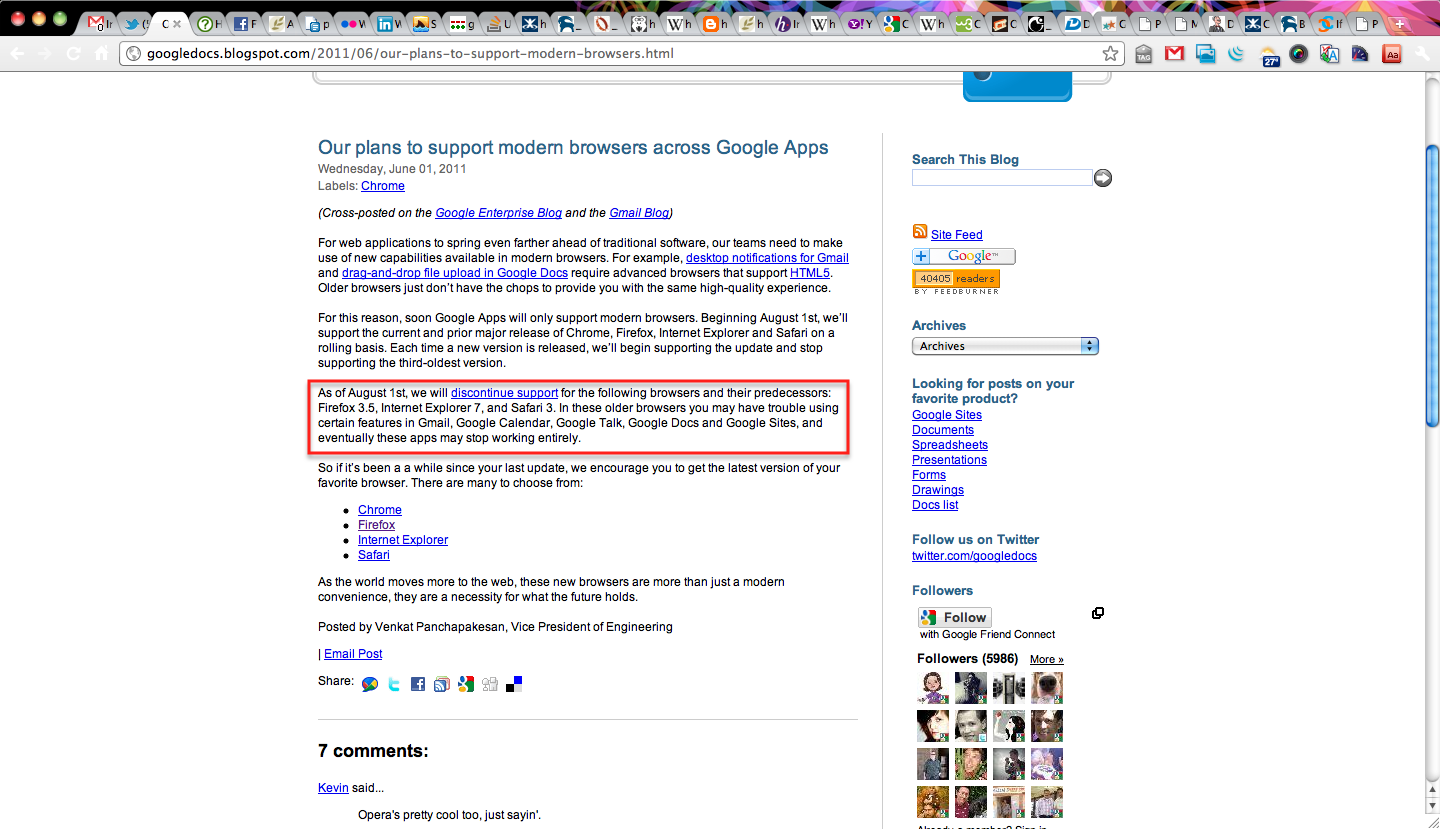 googledocs.blogspot.com/2011/06/our-plans-to-support-modern-browsers.html
TAG
27°
Aa
Our plans to support modern browsers across Google Apps
Wednesday, June 01, 2011
Labels: Chrome
(Cross-posted on the Google Enterprise Blog and the Gmail Blog)
For web applications to spring even farther ahead of traditional software, our teams need to make
use of new capabilities available in modern browsers. For example, desktop notifications for Gmail
and drag-and-drop file upload in Google Docs require advanced browsers that support HTML5.
Older browsers just don't have the chops to provide you with the same high-quality experience.
For this reason, soon Google Apps will only support modern browsers. Beginning August 1st, we'll
support the current and prior major release of Chrome, Firefox, Internet Explorer and Safari on a
rolling basis. Each time a new version is released, we'll begin supporting the update and stop
supporting the third-oldest version.
As of August 1st, we will discontinue support for the following browsers and their predecessors:
Firefox 3.5, Internet Explorer 7, and Safari 3. In these older browsers you may have trouble using
certain features in Gmail, Google Calendar, Google Talk, Google Docs and Google Sites, and
eventually these apps may stop working entirely.
So if it's been a a while since your last update, we encourage you to get the latest version of your
favorite browser. There are many to choose from:
Chrome
Firefox
Internet Explorer
Safari
As the world moves more to the web, these new browsers are more than just a modern
convenience, they are a necessity for what the future holds.
Posted by Venkat Panchapakesan, Vice President of Engineering
| Email Post
Share:
7 comments:
Kevin said...
Opera's pretty cool too, just sayin'.
Search This Blog
Site Feed
+ Google™
40405 readers
BY FEEDBURNER
Archives
Archives
Looking for posts on your
favorite product?
Google Sites
Documents
Spreadsheets
Presentations
Forms
Drawings
Docs list
Follow us on Twitter
twitter.com/googledocs
Followers
Follow
with Google Friend Connect
Followers (5986) More »